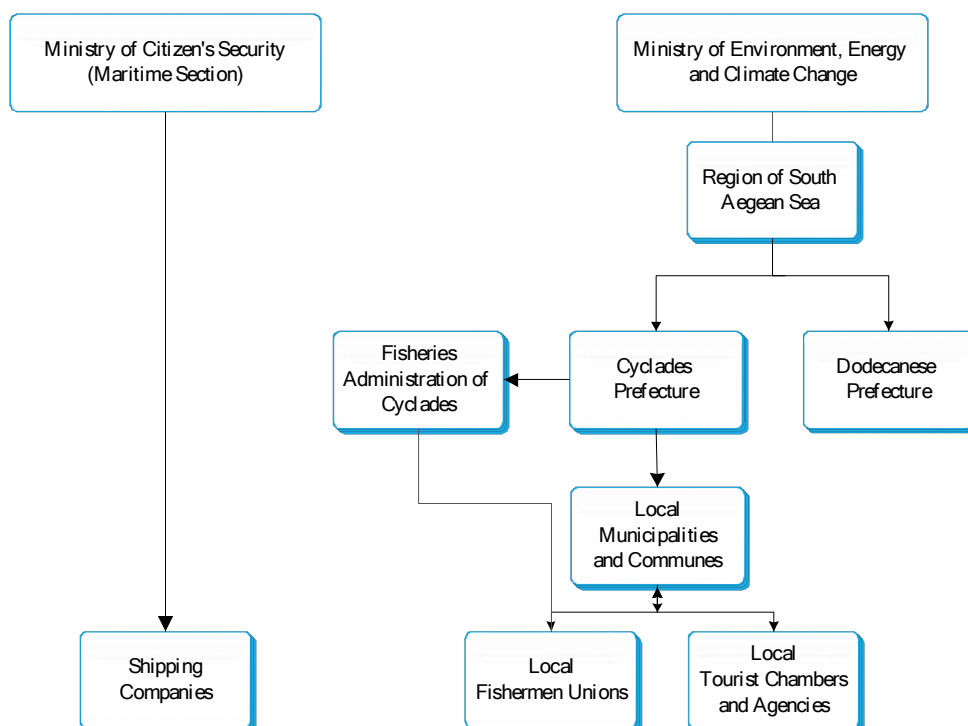 Ministry of Citizen's Security
(Maritime Section)
Ministry of Environment, Energy
and Climate Change
Region of South
Aegean Sea
Fisheries
Administration of
Cyclades
Cyclades
Prefecture
Dodecanese
Prefecture
Local
Municipalities
and Communes
Shipping
Companies
Local
Fishermen Unions
Local
Tourist Chambers
and Agencies